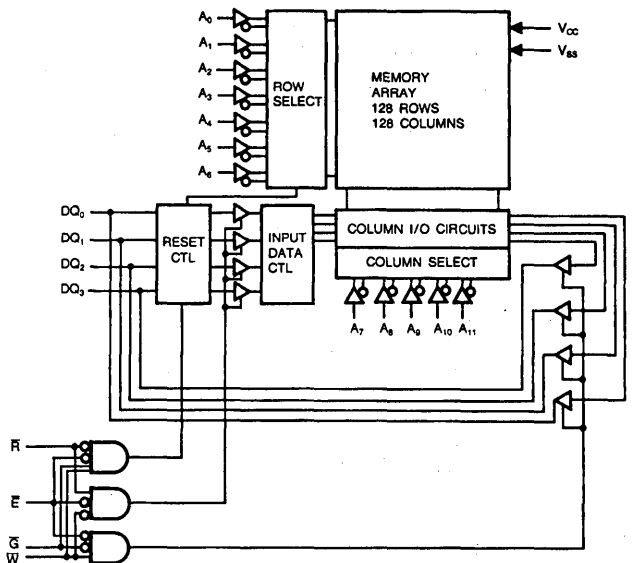 A0
A1
A2
A3
A4
A5
A6
ROW
SELECT
MEMORY
ARRAY
128 ROWS
128 COLUMNS
VCC
VSS
DQ0
DQ1
DQ2
DQ3
RESET
CTL
INPUT
DATA
CTL
COLUMN I/O CIRCUITS
COLUMN SELECT
A7 A8 A9 A10 A11
R
E
G
W